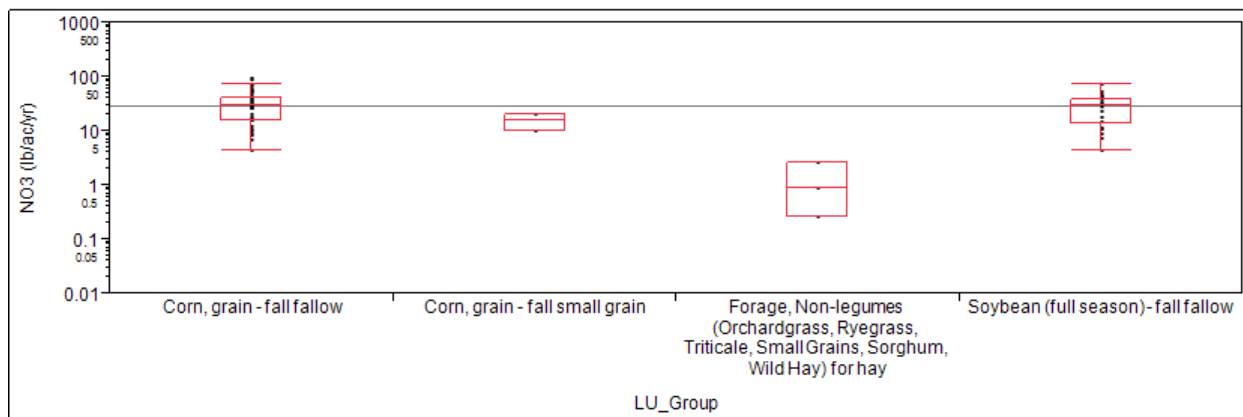 NO3 (lb/ac/yr)
1000
500
100
50
10
5
1
0.5
0.1
0.05
0.01
Corn, grain - fall fallow
Corn, grain - fall small grain
Forage, Non-legumes
(Orchardgrass, Ryegrass,
Triticale, Small Grains, Sorghum,
Wild Hay) for hay
Soybean (full season) - fall fallow
LU_Group